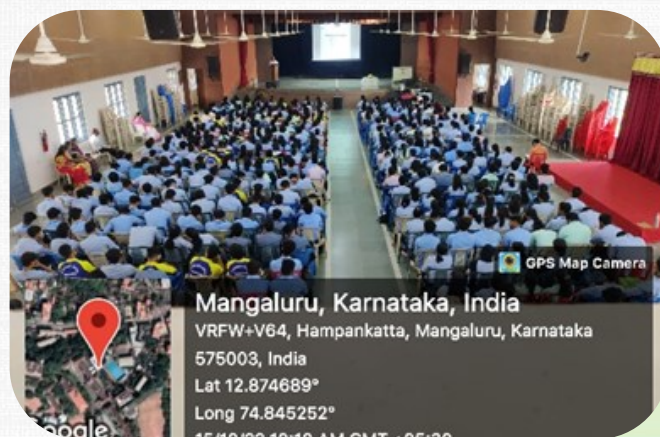 GPS Map Camera
Mangaluru, Karnataka, India
VRFW+V64, Hampankatta, Mangaluru, Karnataka
575003, India
Lat 12.874689°
Long 74.845252°
Google